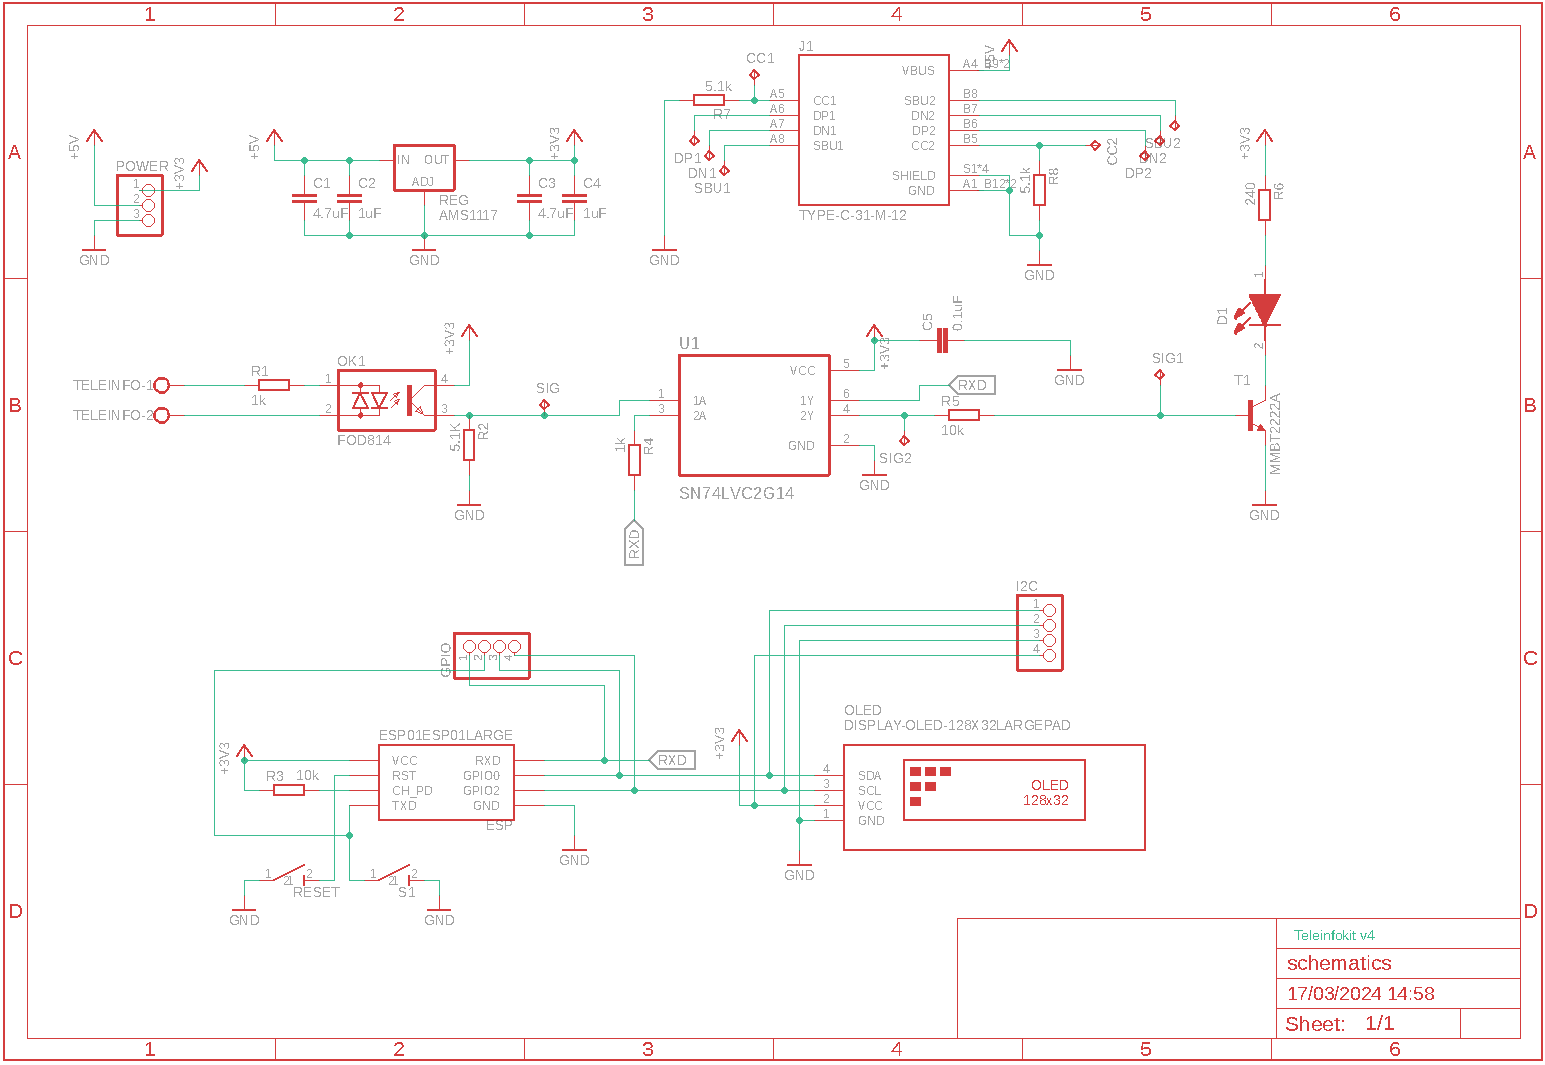 1 2 3 4 5 6
A
B
C
D
A
B
C
D
+5V
POWER
1
2
3
+3V3
GND
+5V
C1
4.7uF
C2
1uF
IN OUT
ADJ
REG
AMS1117
+3V3
C3
4.7uF
C4
1uF
GND
J1
CC1
5.1k
R7
A5
A6
A7
A8
CC1
DP1
DN1
SBU1
VBUS
SBU2
DN2
DP2
CC2
SHIELD
GND
A4 B9*2
B8
B7
B6
B5
S1*4
A1 B12*2
+5V
DP1
DN1
SBU1
SBU2
DN2
DP2
CC2
5.1k
R8
TYPE-C-31-M-12
GND
GND
+3V3
240
R6
1
D1
2
T1
MMBT2222A
GND
TELEINFO-1
TELEINFO-2
R1
1k
OK1
1
2
4
3
FOD814
+3V3
5.1K
R2
GND
SIG
U1
1
3
1A
2A
VCC
1Y
2Y
GND
5
6
4
2
SN74LVC2G14
1k
R4
RXD
+3V3
C5
0.1uF
GND
RXD
R5
10k
SIG2
GND
SIG1
GPIO
1
2
3
4
I2C
1
2
3
4
ESP01ESP01LARGE
VCC
RST
CH_PD
TXD
RXD
GPIO0
GPIO2
GND
ESP
+3V3
R3 10k
RXD
GND
1 21 2
RESET
GND
1 21 2
S1
GND
+3V3
OLED
DISPLAY-OLED-128X32LARGEPAD
4
3
2
1
SDA
SCL
VCC
GND
OLED
128x32
GND
Teleinfokit v4
schematics
17/03/2024 14:58
Sheet: 1/1
1 2 3 4 5 6